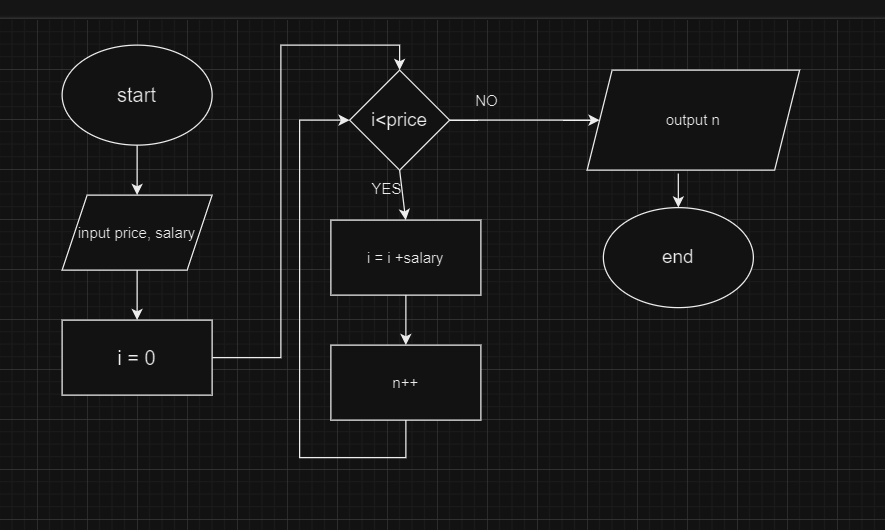 start
input price, salary
i = 0
i<price
YES
i = i +salary
n++
NO
output n
end